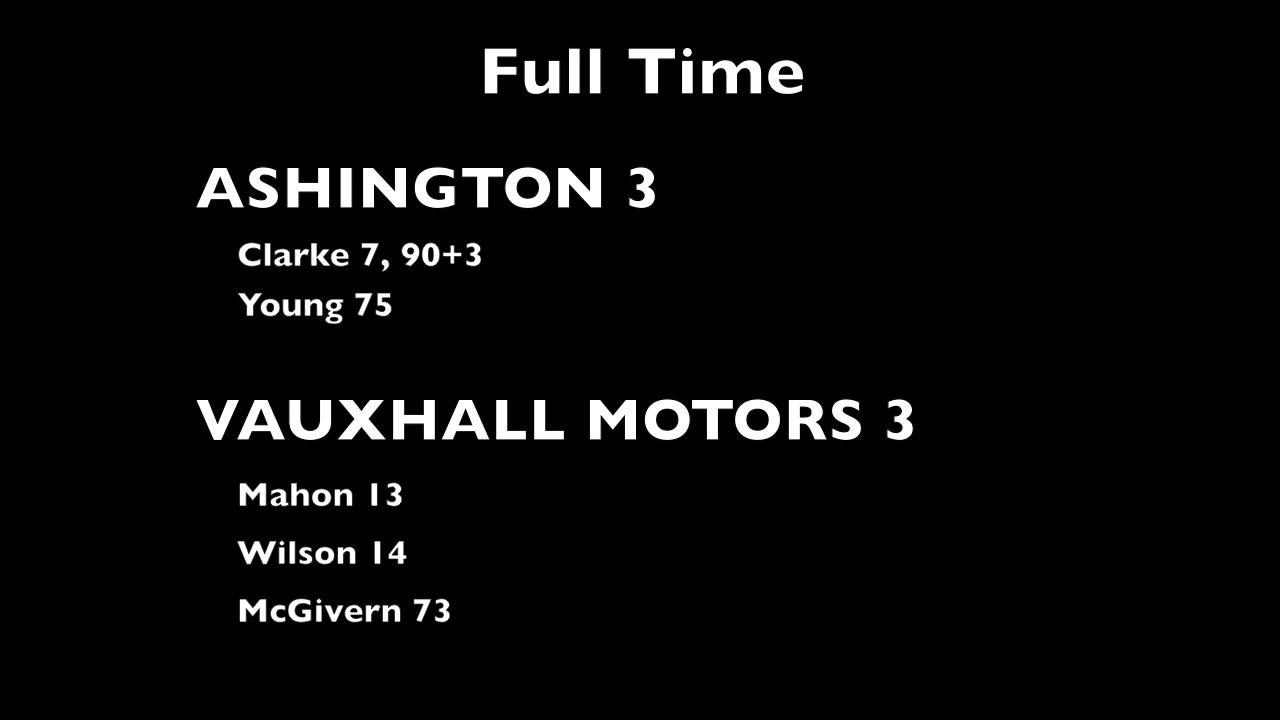 Full Time
ASHINGTON 3
Clarke 7, 90+3
Young 75
VAUXHALL MOTORS 3
Mahon 13
Wilson 14
McGivern 73